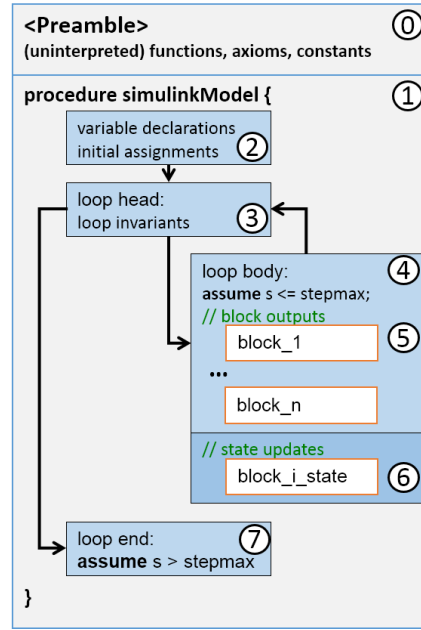 <Preamble>
⓪
(uninterpreted) functions, axioms, constants
procedure simulinkModel {
①
variable declarations
initial assignments
②
loop head:
loop invariants
③
loop body:
④
assume s <= stepmax;
// block outputs
block_1
⑤
...
block_n
// state updates
block_i_state
⑥
loop end:
⑦
assume s > stepmax
}